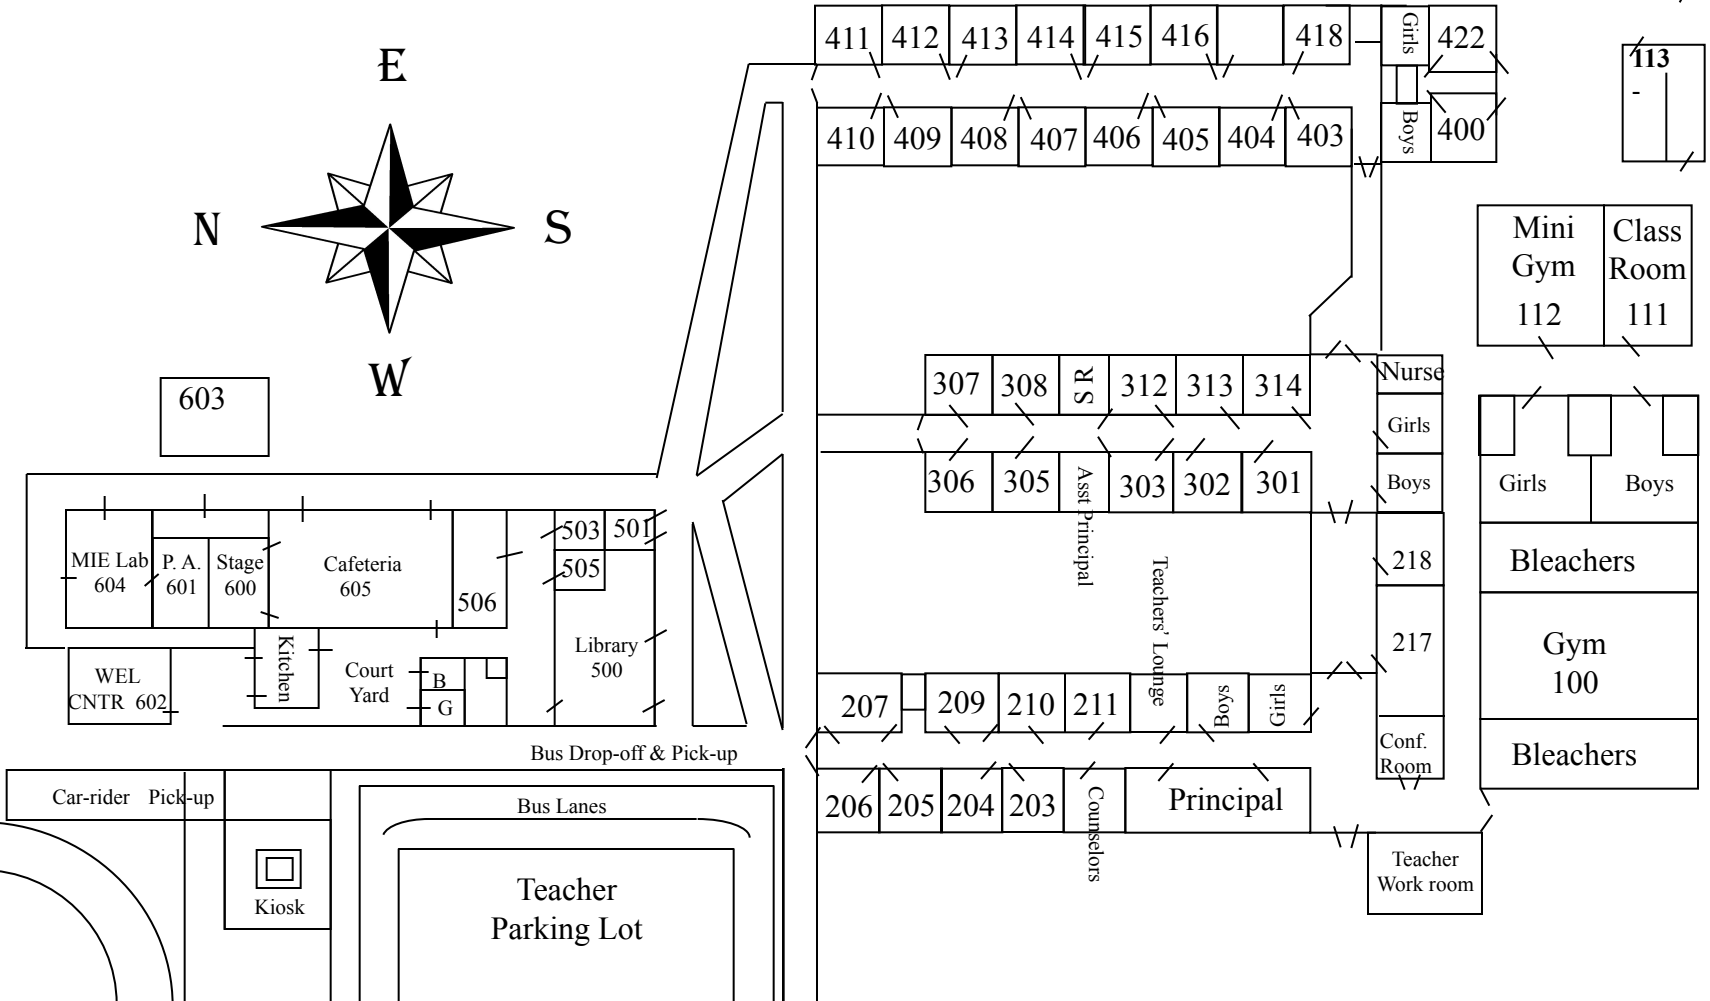 411 412 413 414 415 416 418 Girls 422
113
-
E
410 409 408 407 406 405 404 403 Boys 400
N S
Mini
Gym
112
Class
Room
111
W
603
307 308 SR 312 313 314 Nurse
Girls
306 305 Asst Principal 303 302 301 Boys
Girls Boys
503 501
MIE Lab
604
P. A.
601
Stage
600
Cafeteria
605
505
506
218
Bleachers
Teachers' Lounge
217
Gym
100
Kitchen
Court
Yard
B
G
Library
500
WEL
CNTR 602
207 209 210 211 Boys Girls
Conf.
Room
Bleachers
Bus Drop-off & Pick-up
Car-rider Pick-up
Bus Lanes
206 205 204 203 Counselors Principal
Teacher
Work room
Kiosk
Teacher
Parking Lot